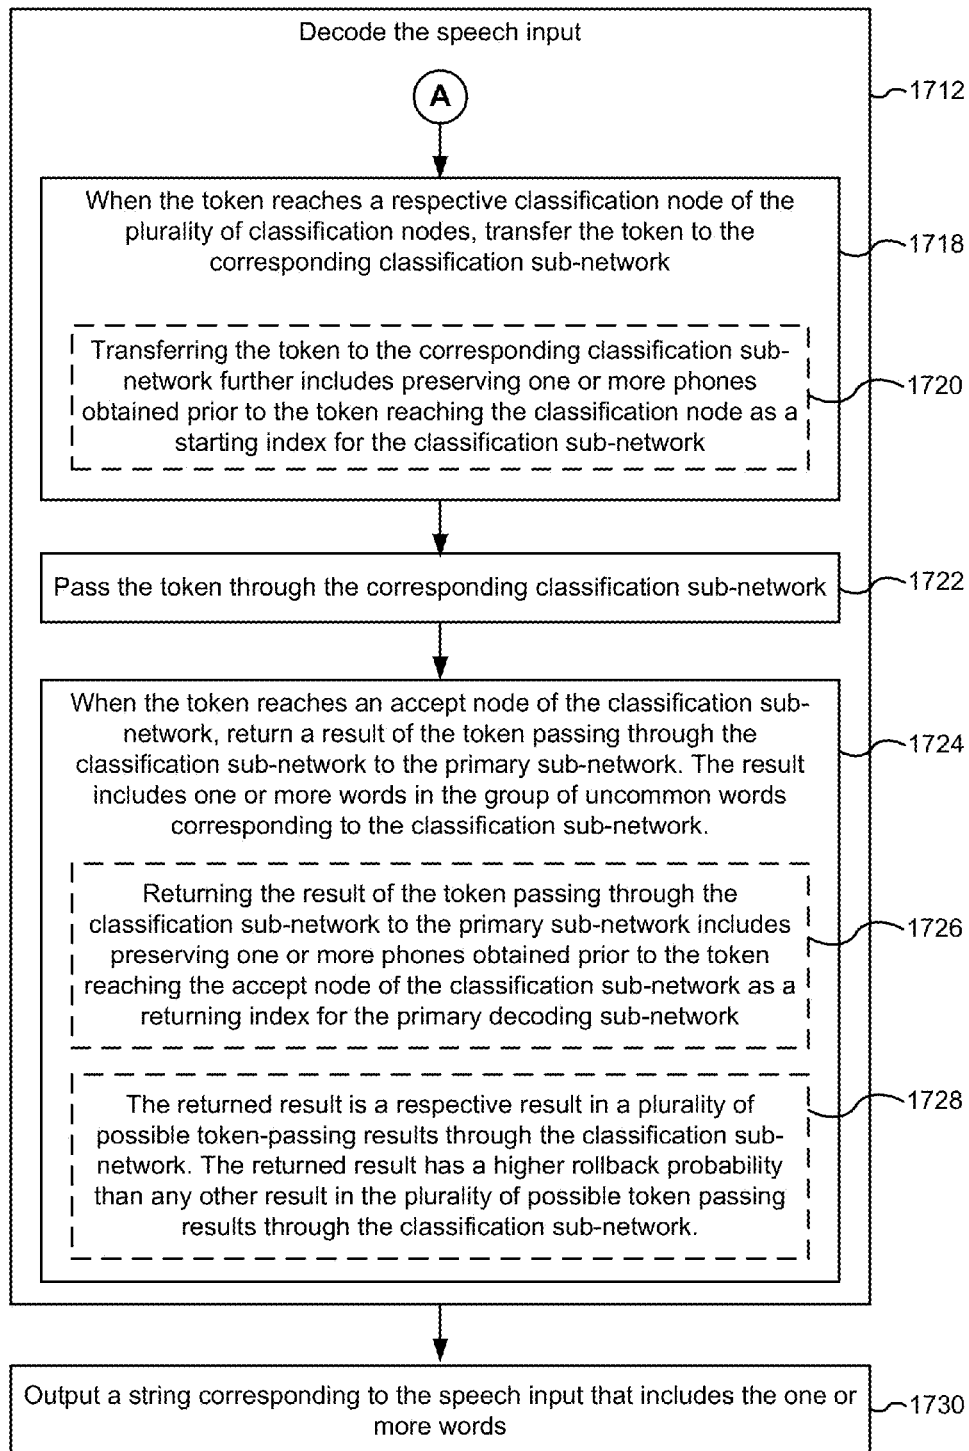 Decode the speech input
A
1712
When the token reaches a respective classification node of the
plurality of classification nodes, transfer the token to the
corresponding classification sub-network
1718
Transferring the token to the corresponding classification sub-
network further includes preserving one or more phones
obtained prior to the token reaching the classification node as a
starting index for the classification sub-network
1720
Pass the token through the corresponding classification sub-network
1722
When the token reaches an accept node of the classification sub-
network, return a result of the token passing through the
classification sub-network to the primary sub-network. The result
includes one or more words in the group of uncommon words
corresponding to the classification sub-network.
1724
Returning the result of the token passing through the
classification sub-network to the primary sub-network includes
preserving one or more phones obtained prior to the token
reaching the accept node of the classification sub-network as a
returning index for the primary decoding sub-network
1726
The returned result is a respective result in a plurality of
possible token-passing results through the classification sub-
network. The returned result has a higher rollback probability
than any other result in the plurality of possible token passing
results through the classification sub-network.
1728
Output a string corresponding to the speech input that includes the one or
more words
1730